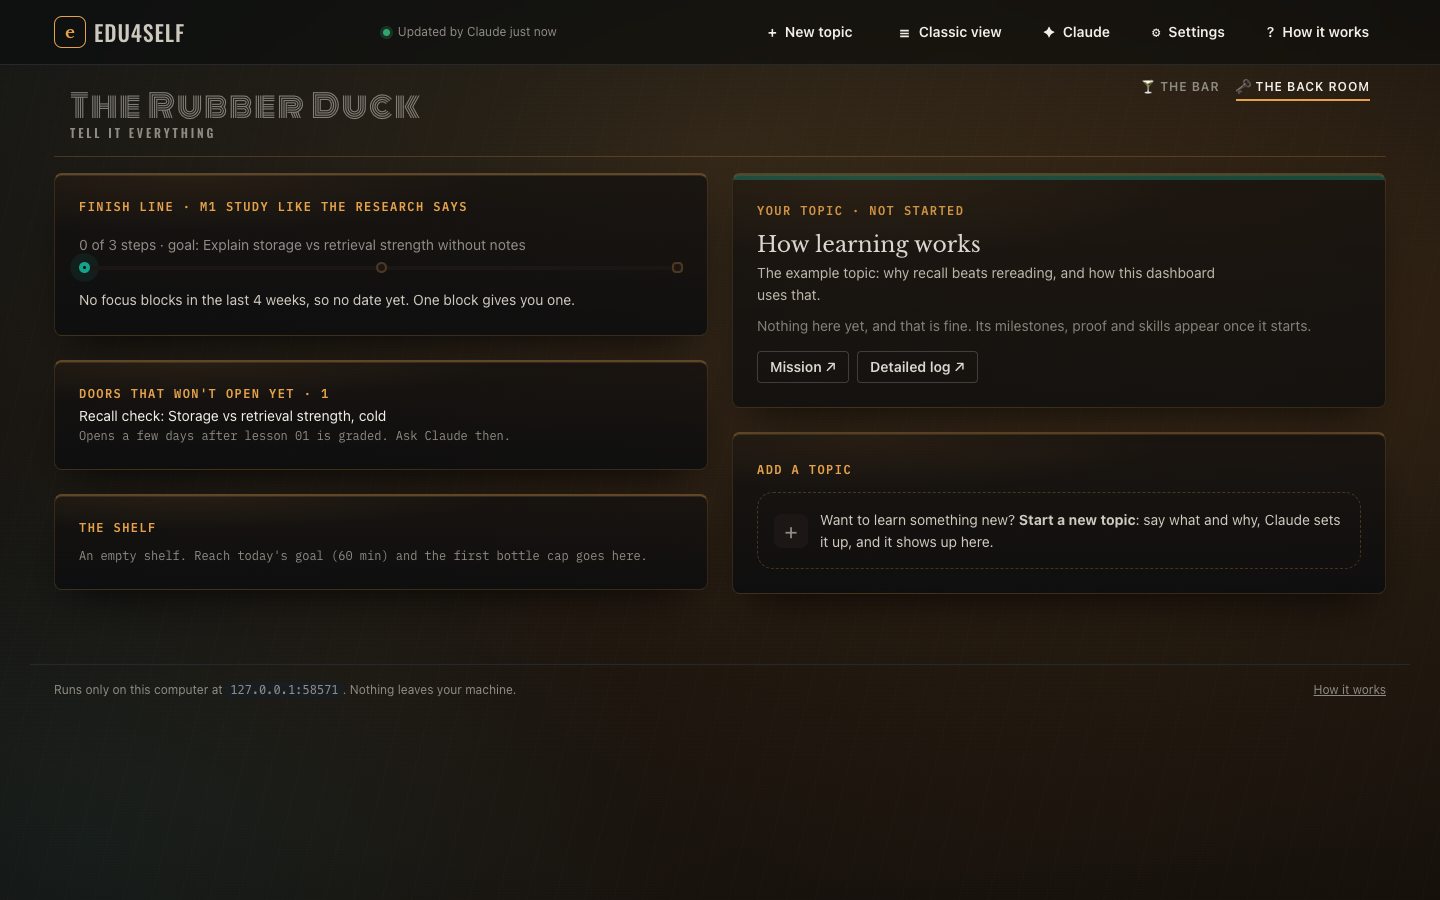 e EDU4SELF
Updated by Claude just now
+ New topic
≡ Classic view
✦ Claude
⚙ Settings
? How it works
THE RUBBER DUCK
TELL IT EVERYTHING
THE BAR
THE BACK ROOM
FINISH LINE · M1 STUDY LIKE THE RESEARCH SAYS
0 of 3 steps · goal: Explain storage vs retrieval strength without notes
No focus blocks in the last 4 weeks, so no date yet. One block gives you one.
DOORS THAT WON'T OPEN YET · 1
Recall check: Storage vs retrieval strength, cold
Opens a few days after lesson 01 is graded. Ask Claude then.
THE SHELF
An empty shelf. Reach today's goal (60 min) and the first bottle cap goes here.
YOUR TOPIC · NOT STARTED
How learning works
The example topic: why recall beats rereading, and how this dashboard
uses that.
Nothing here yet, and that is fine. Its milestones, proof and skills appear once it starts.
Mission ↗
Detailed log ↗
ADD A TOPIC
+
Want to learn something new? Start a new topic: say what and why, Claude sets
it up, and it shows up here.
Runs only on this computer at 127.0.0.1:58571. Nothing leaves your machine.
How it works